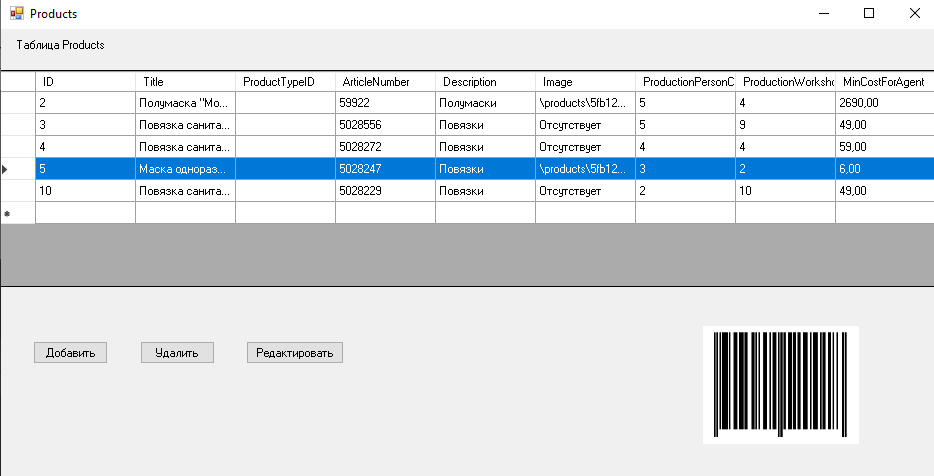 Products
Таблица Products
ID Title ProductTypeID ArticleNumber Description Image ProductionPersonC ProductionWorksho MinCostForAgent
2 Полумаска "Мо... 59922 Полумаски \products\5fb12... 5 4 2690,00
3 Повязка санита... 5028556 Повязки Отсутствует 5 9 49,00
4 Повязка санита... 5028272 Повязки Отсутствует 4 4 59,00
5 Маска однораз... 5028247 Повязки \products\5fb12... 3 2 6,00
10 Повязка санита... 5028229 Повязки Отсутствует 2 10 49,00
Добавить Удалить Редактировать